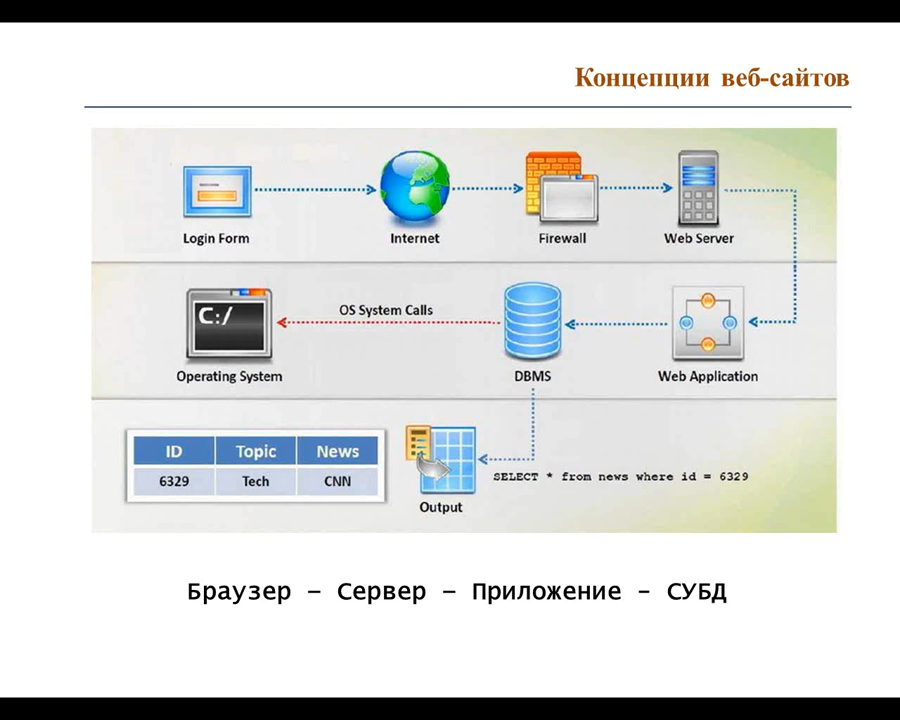 Концепции веб-сайтов
Login Form
Internet
Firewall
Web Server
C:/
OS System Calls
Operating System
DBMS
Web Application
ID Topic News
6329 Tech CNN
SELECT * from news where id = 6329
Output
Браузер – Сервер – Приложение - СУБД